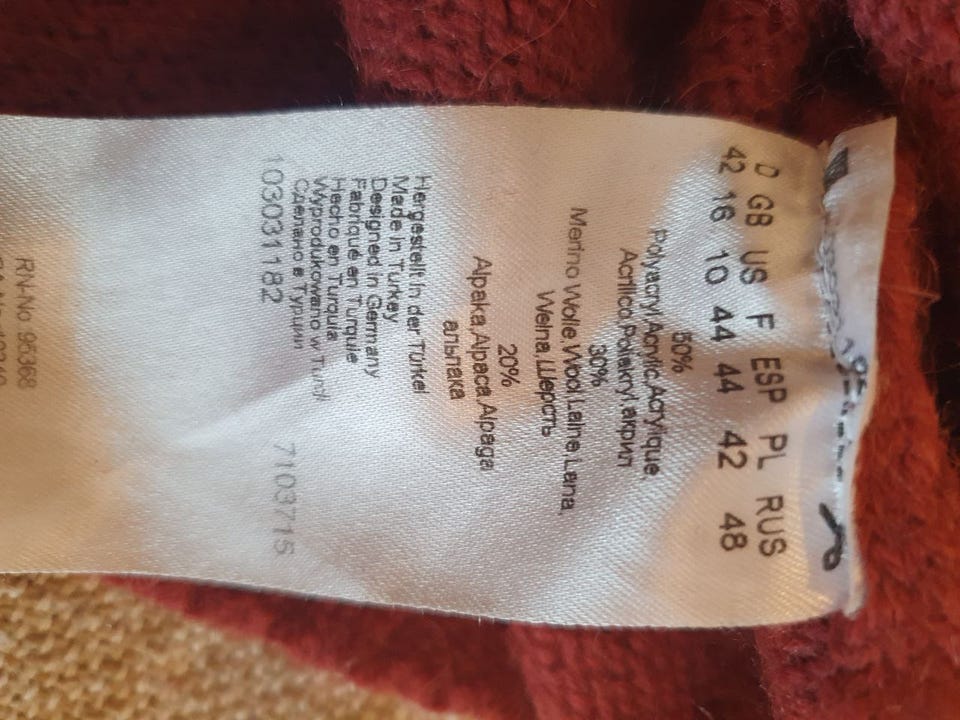 D GB US F ESP PL RUS
42 16 10 44 44 42 48
50%
Polyacryl,Acrylic,Acrylique,
Acrilico,Poliakryl,акрил
30%
Merino Wolle,Wool,Laine,Lana,
Welna,Шерсть
20%
Alpaka,Alpaca,Alpaga
альпака
Hergestellt in der Türkei
Made in Turkey
Designed in Germany
Fabriqué en Turquie
Hecho en Turquia
Wyprodukowano w Turcji
Сделано в Турции
103031182 7103715
RN-No 95368